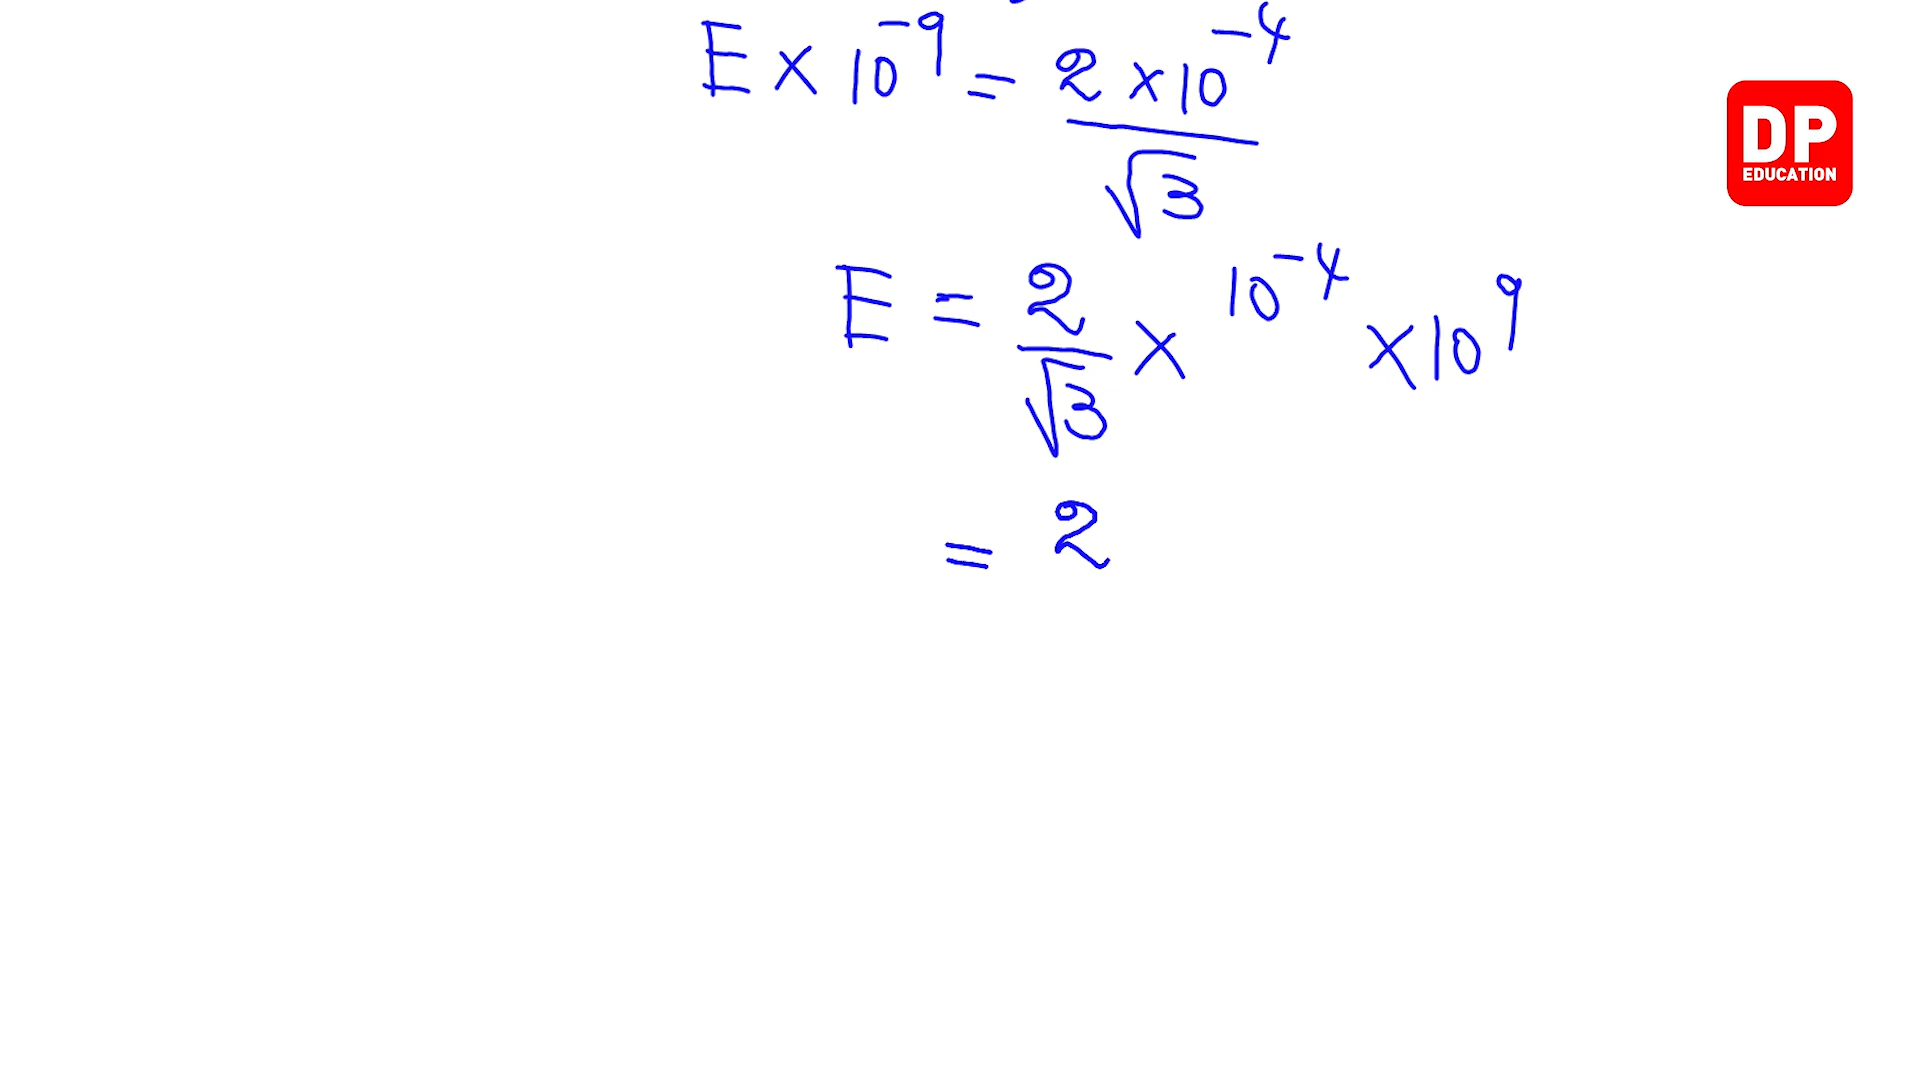 E × 10⁻⁹ = 2 × 10⁻⁴ / √3
E = 2/√3 × 10⁻⁴ × 10⁹
= 2
DP
EDUCATION